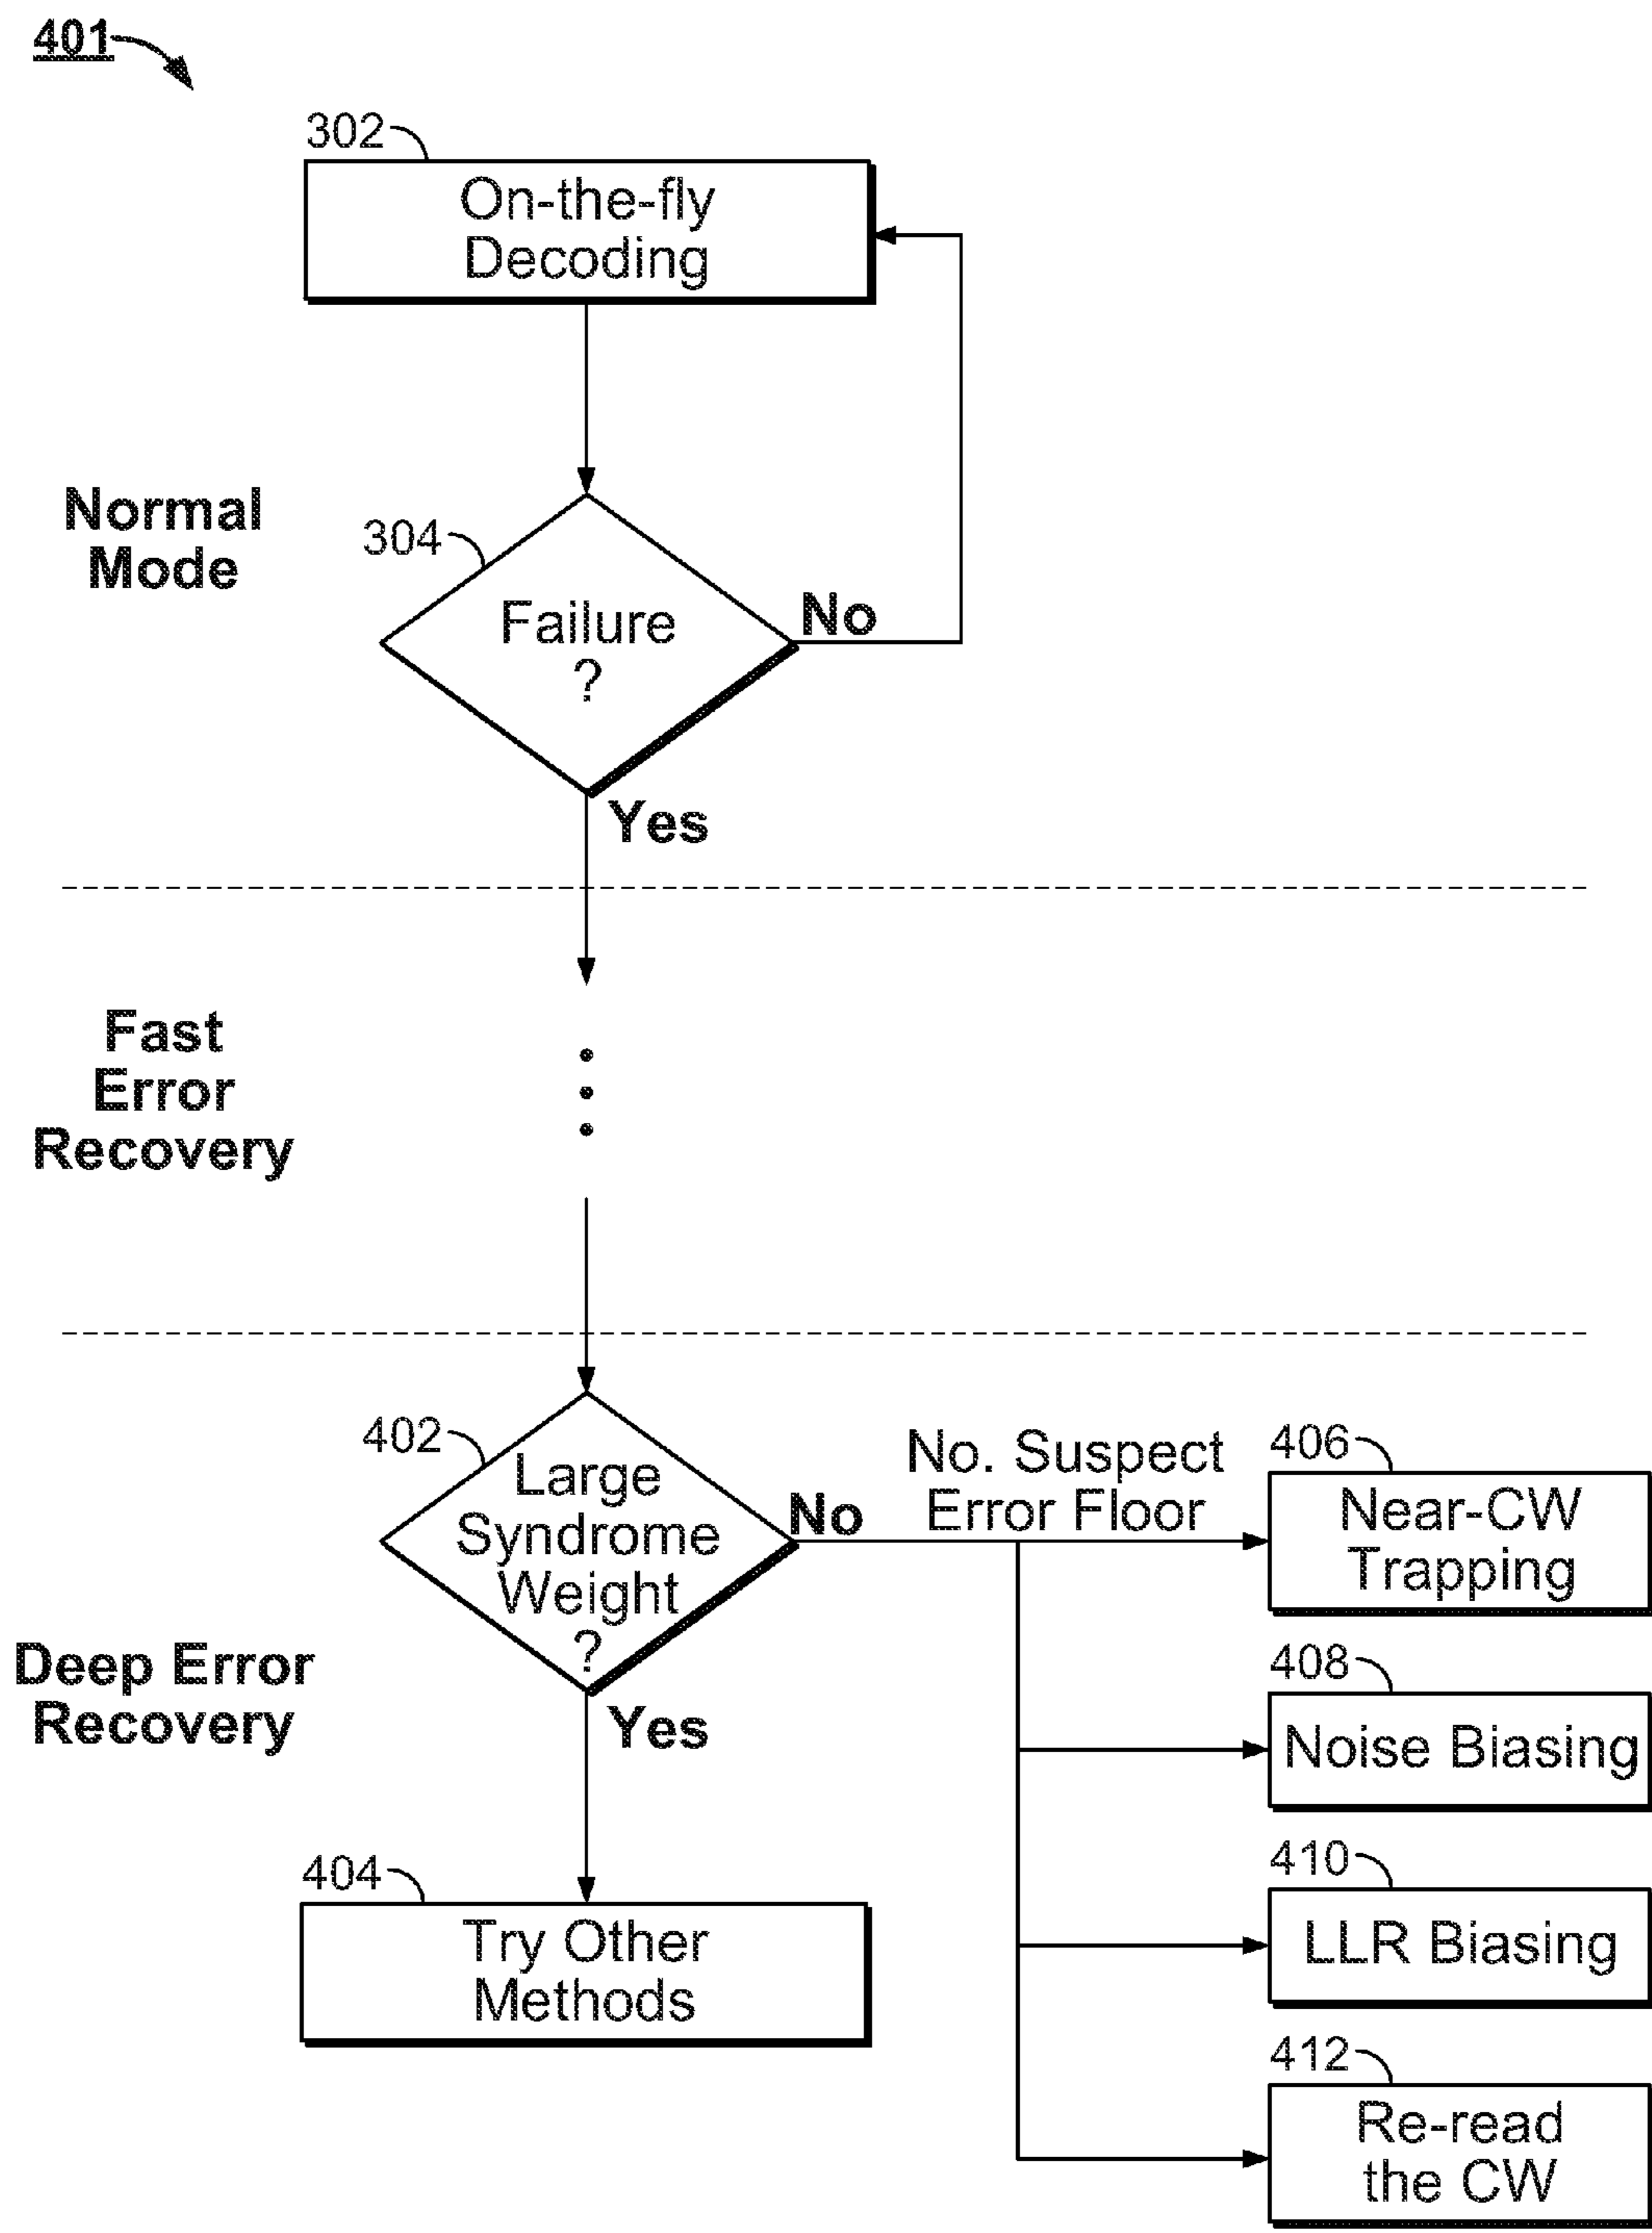 401
302
On-the-fly
Decoding
Normal
Mode
304
Failure
?
No
Yes
Fast
Error
Recovery
402
Large
Syndrome
Weight
?
No
No. Suspect
Error Floor
406
Near-CW
Trapping
Deep Error
Recovery
Yes
408
Noise Biasing
404
Try Other
Methods
410
LLR Biasing
412
Re-read
the CW